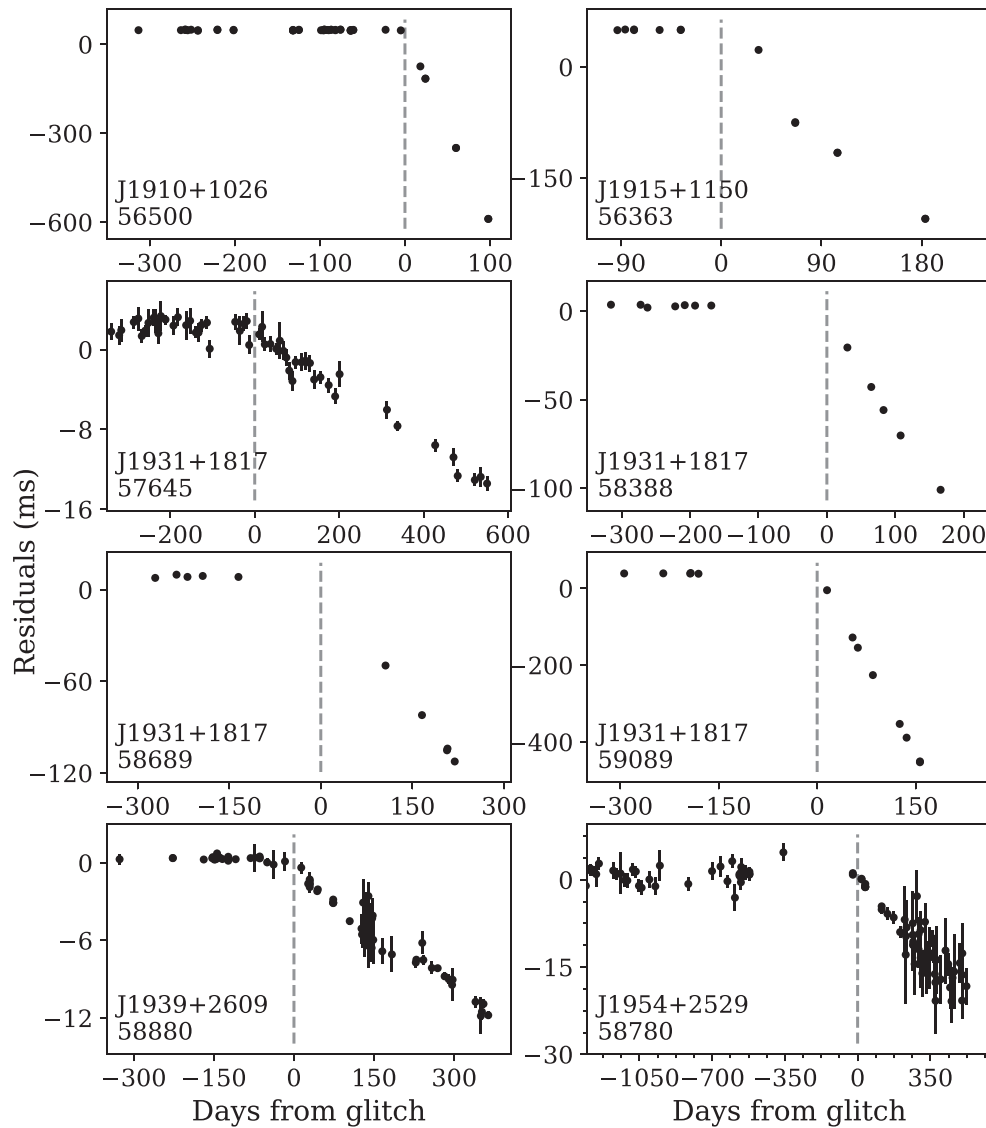 0
−300
−600
J1910+1026
56500
−300 −200 −100 0 100
0
−150
J1915+1150
56363
−90 0 90 180
0
−8
−16
J1931+1817
57645
−200 0 200 400 600
0
−50
−100
J1931+1817
58388
−300 −200 −100 0 100 200
0
−60
−120
J1931+1817
58689
−300 −150 0 150 300
0
−200
−400
J1931+1817
59089
−300 −150 0 150
0
−6
−12
J1939+2609
58880
−300 −150 0 150 300
0
−15
−30
J1954+2529
58780
−1050 −700 −350 0 350
Residuals (ms)
Days from glitch
Days from glitch